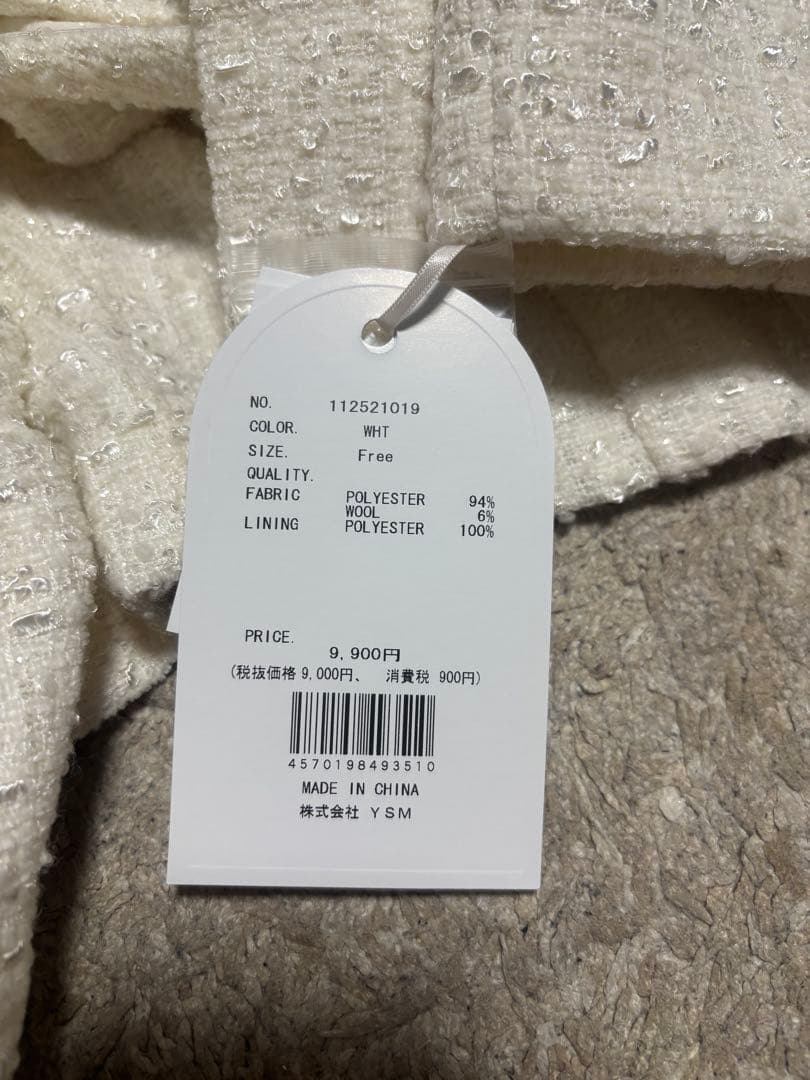 NO. 112521019
COLOR. WHT
SIZE. Free
QUALITY.
FABRIC POLYESTER 94%
WOOL 6%
LINING POLYESTER 100%
PRICE.
9,900円
(税抜価格 9,000円、 消費税 900円)
4570198493510
MADE IN CHINA
株式会社 YSM